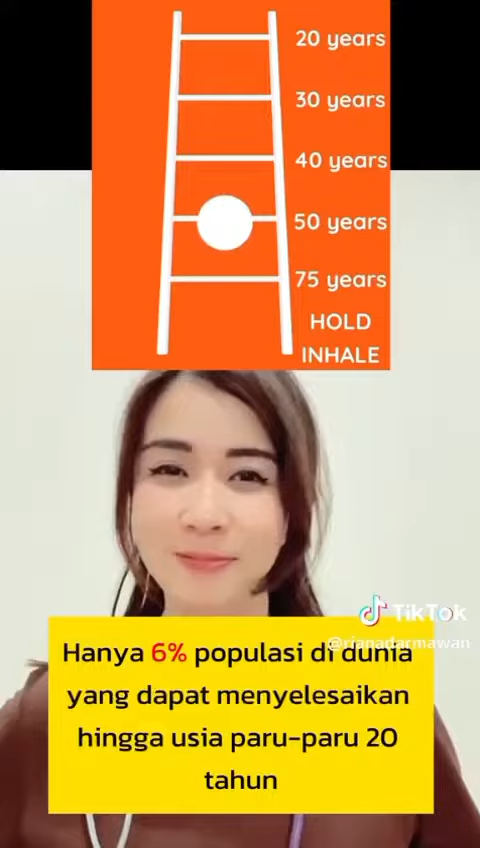 20 years
30 years
40 years
50 years
75 years
HOLD
INHALE
TikTok
@rianadarmawan
Hanya 6% populasi di dunia
yang dapat menyelesaikan
hingga usia paru-paru 20
tahun